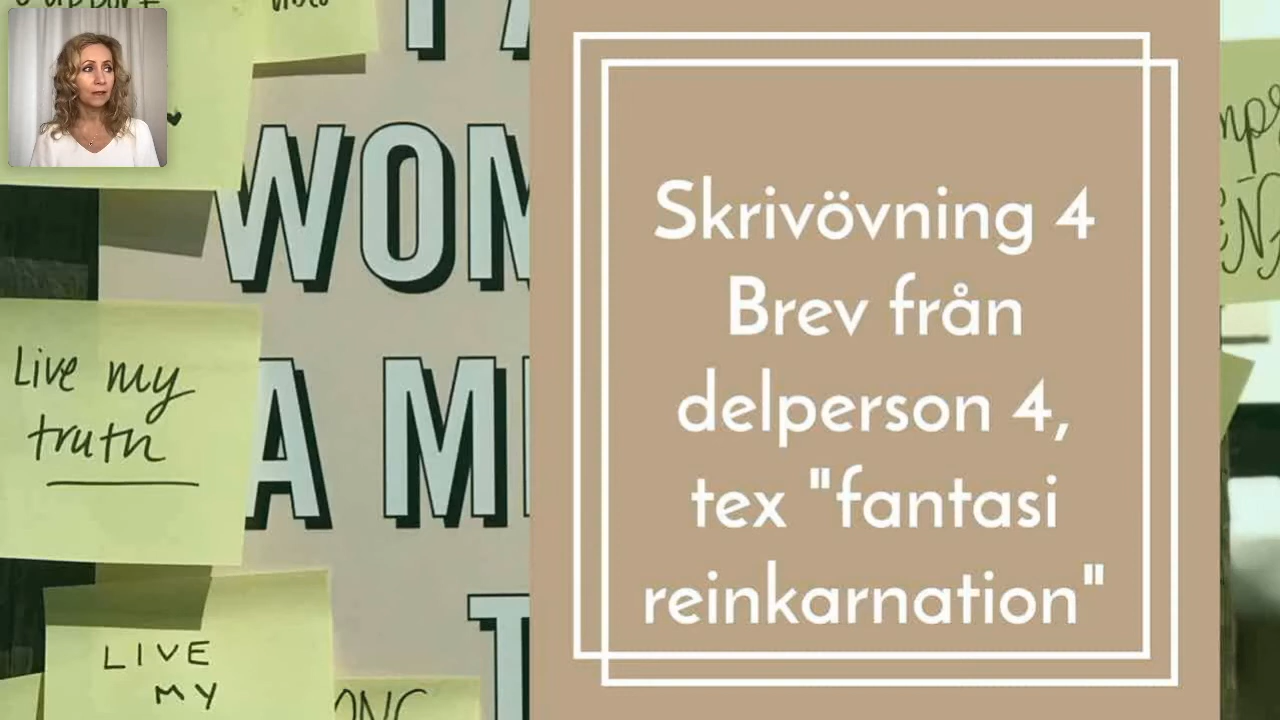 WOM
A M
T
Live my
truth
LIVE
MY
Skrivövning 4
Brev från
delperson 4,
tex "fantasi
reinkarnation"